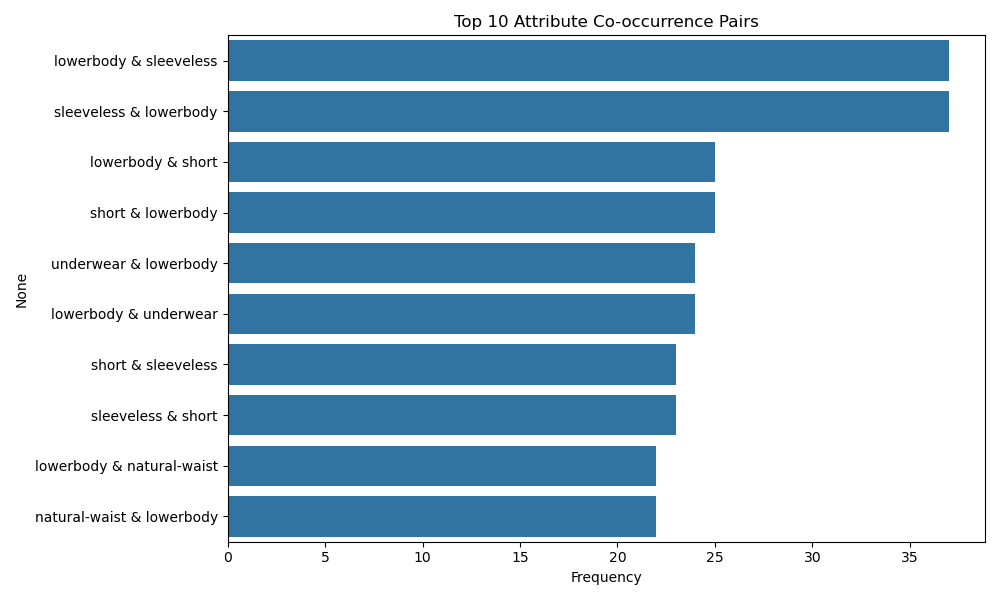 Top 10 Attribute Co-occurrence Pairs
lowerbody & sleeveless
sleeveless & lowerbody
lowerbody & short
short & lowerbody
underwear & lowerbody
lowerbody & underwear
short & sleeveless
sleeveless & short
lowerbody & natural-waist
natural-waist & lowerbody
None
0 5 10 15 20 25 30 35
Frequency